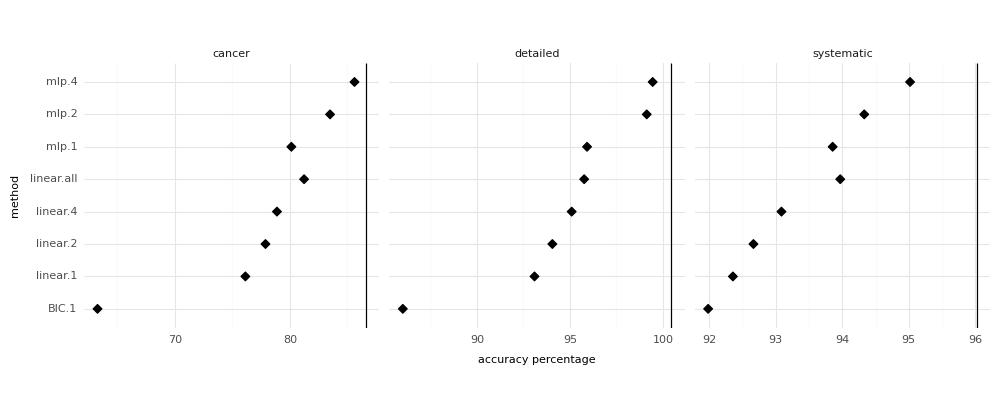 cancer detailed systematic
mlp.4
mlp.2
mlp.1
linear.all
linear.4
linear.2
linear.1
BIC.1
method
70 80 90 95 100 92 93 94 95 96
accuracy percentage